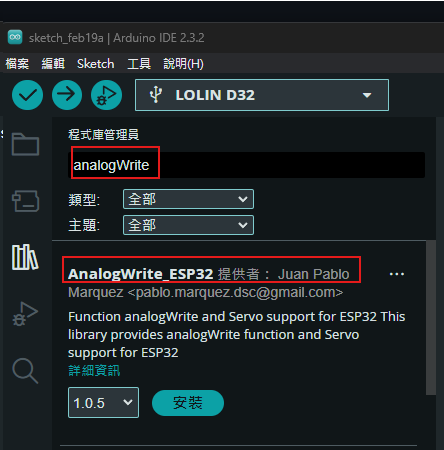 sketch_feb19a | Arduino IDE 2.3.2
檔案 編輯 Sketch 工具 說明(H)
LOLIN D32
程式庫管理員
analogWrite
類型: 全部
主題: 全部
AnalogWrite_ESP32 提供者： Juan Pablo
Marquez <pablo.marquez.dsc@gmail.com>
Function analogWrite and Servo support for ESP32 This
library provides analogWrite function and Servo
support for ESP32
詳細資訊
1.0.5 安裝